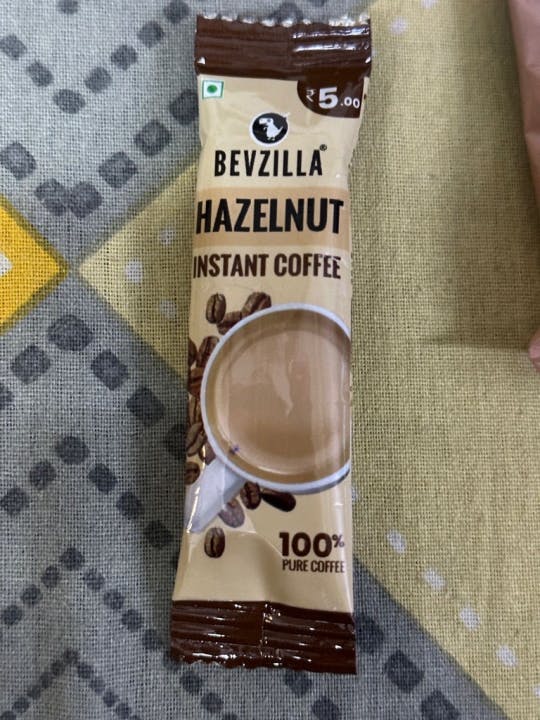 ₹5.00
BEVZILLA®
HAZELNUT
INSTANT COFFEE
100%
PURE COFFEE